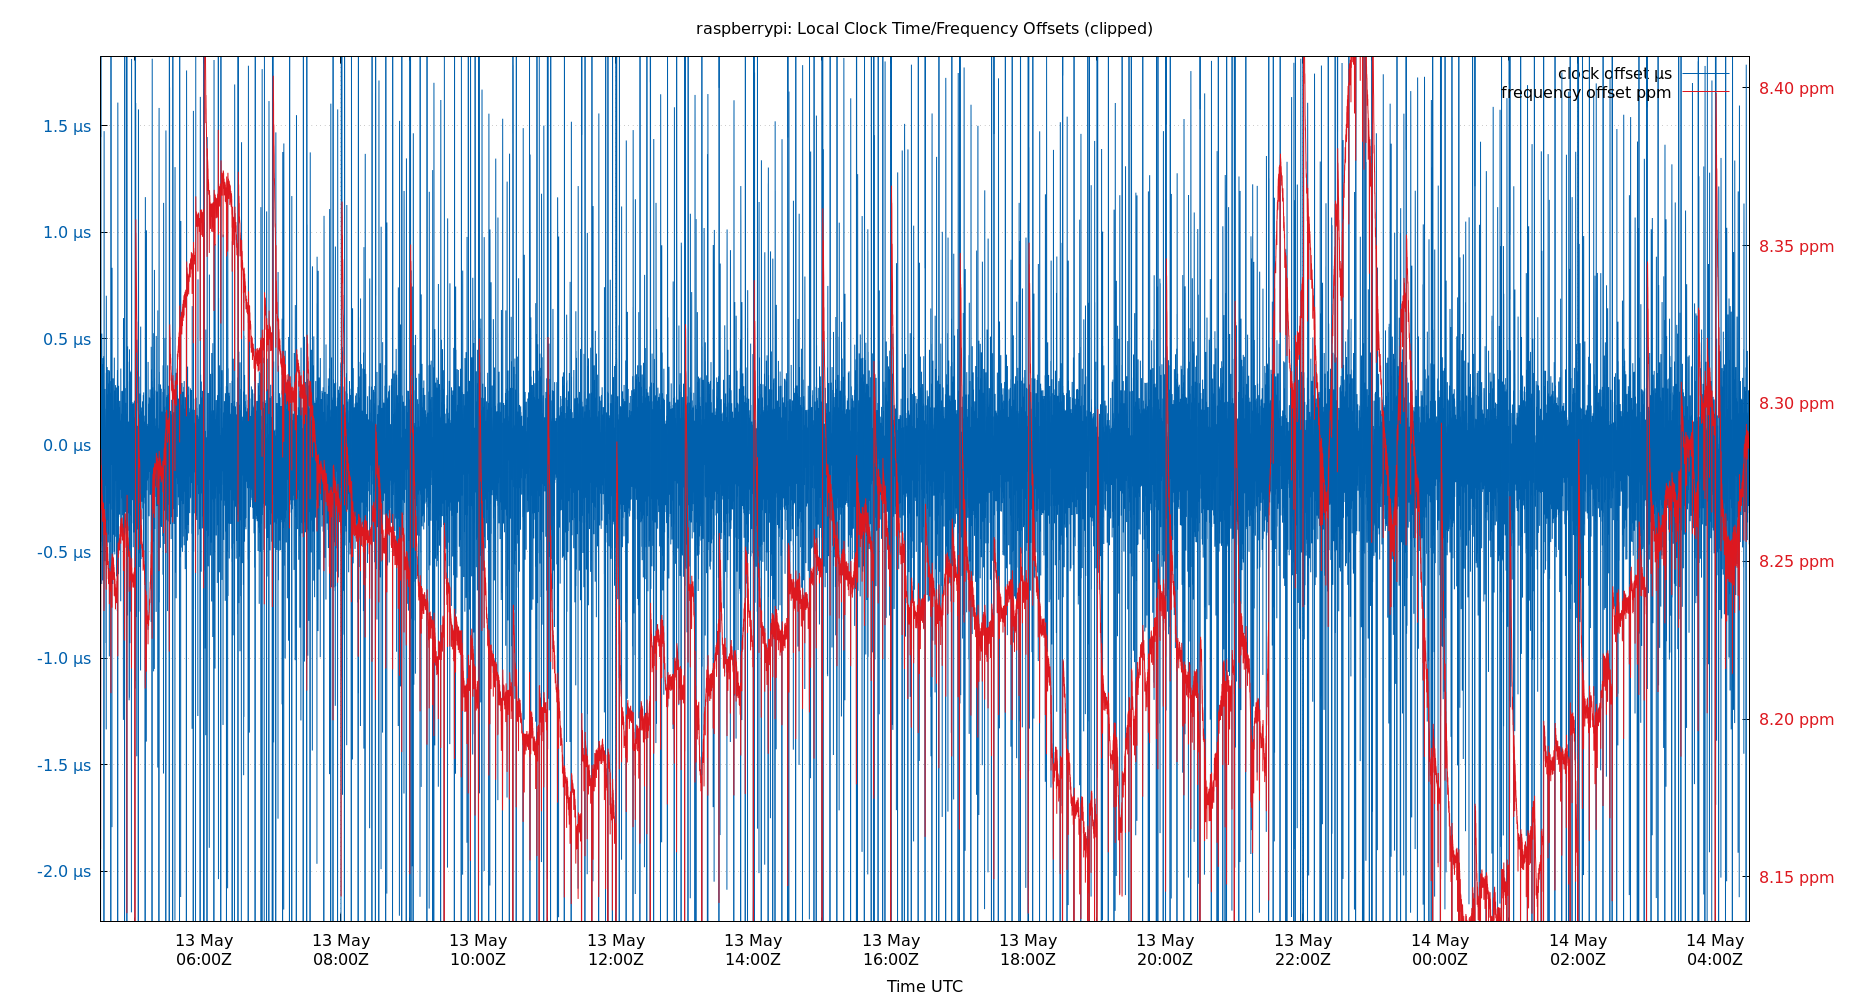 raspberrypi: Local Clock Time/Frequency Offsets (clipped)
clock offset µs
frequency offset ppm
1.5 µs
1.0 µs
0.5 µs
0.0 µs
-0.5 µs
-1.0 µs
-1.5 µs
-2.0 µs
8.40 ppm
8.35 ppm
8.30 ppm
8.25 ppm
8.20 ppm
8.15 ppm
13 May 13 May 13 May 13 May 13 May 13 May 13 May 13 May 13 May 14 May 14 May 14 May
06:00Z 08:00Z 10:00Z 12:00Z 14:00Z 16:00Z 18:00Z 20:00Z 22:00Z 00:00Z 02:00Z 04:00Z
Time UTC